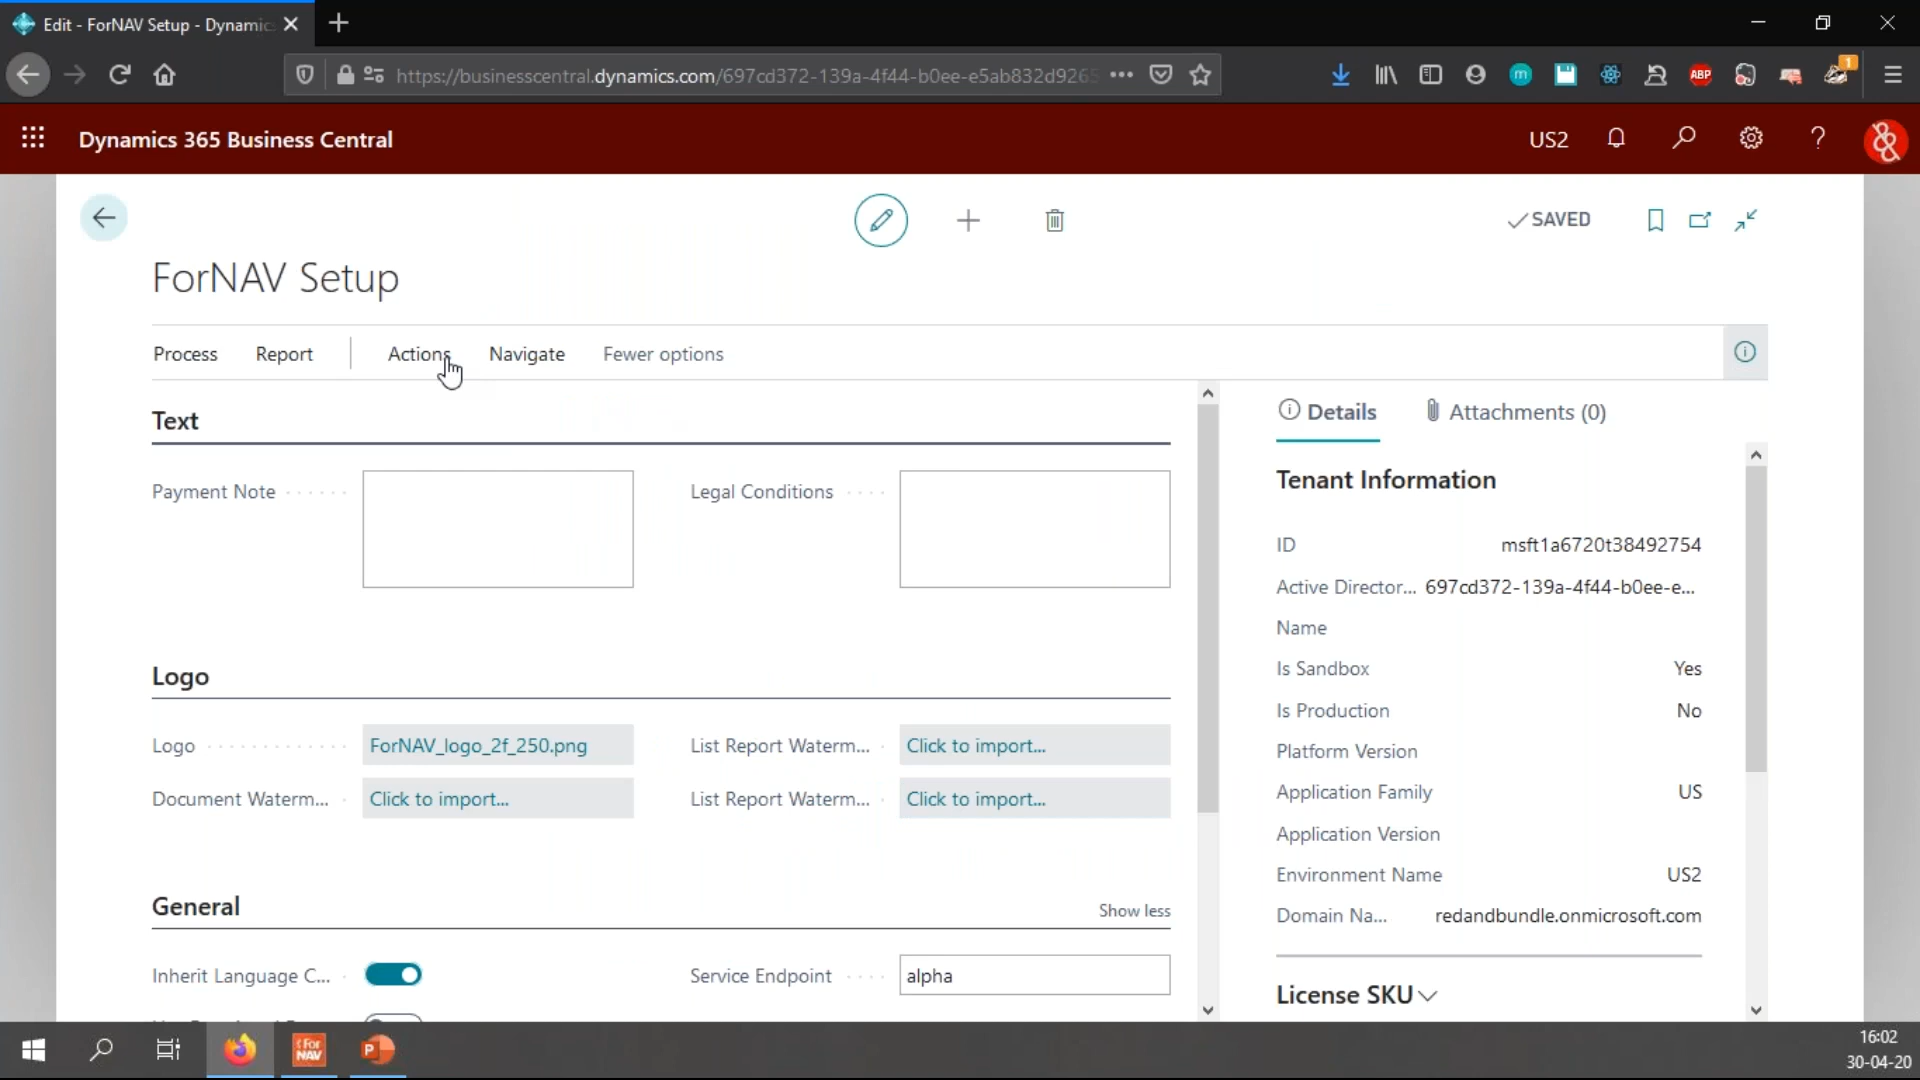 Edit - ForNAV Setup - Dynamic
https://businesscentral.dynamics.com/697cd372-139a-4f44-b0ee-e5ab832d9265
ABP
1
Dynamics 365 Business Central
US2
SAVED
ForNAV Setup
Process Report Actions Navigate Fewer options
Text
Payment Note
Legal Conditions
Logo
Logo
ForNAV_logo_2f_250.png
List Report Waterm...
Click to import...
Document Waterm...
Click to import...
List Report Waterm...
Click to import...
General
Show less
Inherit Language C...
Service Endpoint
alpha
Details
Attachments (0)
Tenant Information
ID msft1a6720t38492754
Active Director... 697cd372-139a-4f44-b0ee-e...
Name
Is Sandbox Yes
Is Production No
Platform Version
Application Family US
Application Version
Environment Name US2
Domain Na... redandbundle.onmicrosoft.com
License SKU
For
NAV
P
16:02
30-04-20